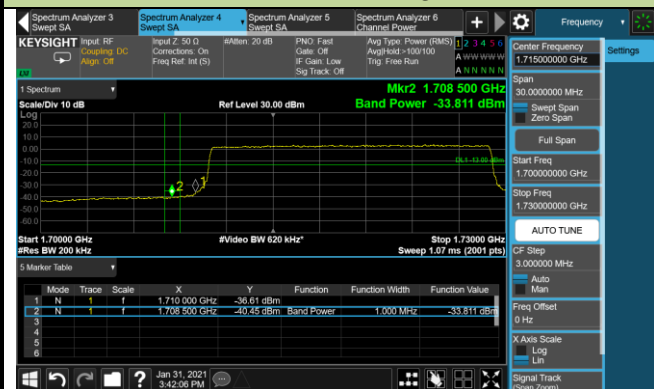 Spectrum Analyzer 3
Swept SA
Spectrum Analyzer 4
Swept SA
Spectrum Analyzer 5
Swept SA
Spectrum Analyzer 6
Channel Power
Frequency
KEYSIGHT
Input: RF
Coupling: DC
Align: Off
Input Z: 50 Ω
Corrections: On
Freq Ref: Int (S)
#Atten: 20 dB
PNO: Fast
Gate: Off
IF Gain: Low
Sig Track: Off
Avg Type: Power (RMS)
Avg|Hold:>100/100
Trig: Free Run
1 2 3 4 5 6
A W W W W W
A N N N N N
Center Frequency
1.715000000 GHz
Settings
Span
30.0000000 MHz
Swept Span
Zero Span
Full Span
Start Freq
1.700000000 GHz
Stop Freq
1.730000000 GHz
AUTO TUNE
CF Step
3.000000 MHz
Auto
Man
Freq Offset
0 Hz
X Axis Scale
Log
Lin
Signal Track
(Span Zoom)
1 Spectrum
Scale/Div 10 dB
Ref Level 30.00 dBm
Mkr2 1.708 500 GHz
Band Power -33.811 dBm
Log
20.0
10.0
0.00
-10.0
-20.0
-30.0
-40.0
-50.0
-60.0
DL1 -13.00 dBm
2
1
Start 1.70000 GHz
#Res BW 200 kHz
#Video BW 620 kHz*
Stop 1.73000 GHz
Sweep 1.07 ms (2001 pts)
5 Marker Table
Mode Trace Scale X Y Function Function Width Function Value
1 N 1 f 1.710 000 GHz -36.61 dBm
2 N 1 f 1.708 500 GHz -40.45 dBm Band Power 1.000 MHz -33.811 dBm
3
4
5
6
?
Jan 31, 2021
3:42:06 PM